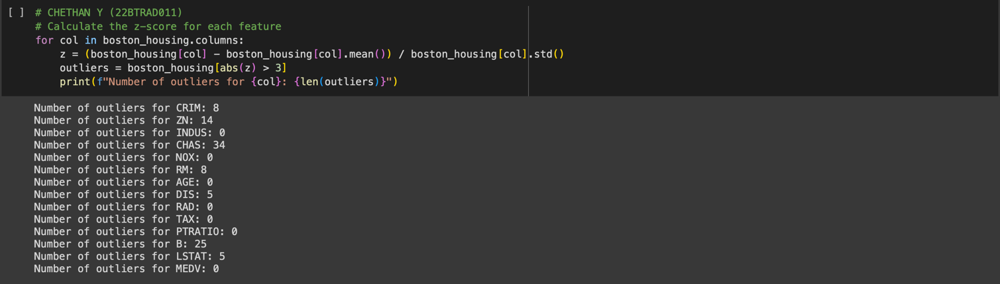 [ ] # CHETHAN Y (22BTRAD011)
# Calculate the z-score for each feature
for col in boston_housing.columns:
    z = (boston_housing[col] - boston_housing[col].mean()) / boston_housing[col].std()
    outliers = boston_housing[abs(z) > 3]
    print(f"Number of outliers for {col}: {len(outliers)}")
Number of outliers for CRIM: 8
Number of outliers for ZN: 14
Number of outliers for INDUS: 0
Number of outliers for CHAS: 34
Number of outliers for NOX: 0
Number of outliers for RM: 8
Number of outliers for AGE: 0
Number of outliers for DIS: 5
Number of outliers for RAD: 0
Number of outliers for TAX: 0
Number of outliers for PTRATIO: 0
Number of outliers for B: 25
Number of outliers for LSTAT: 5
Number of outliers for MEDV: 0